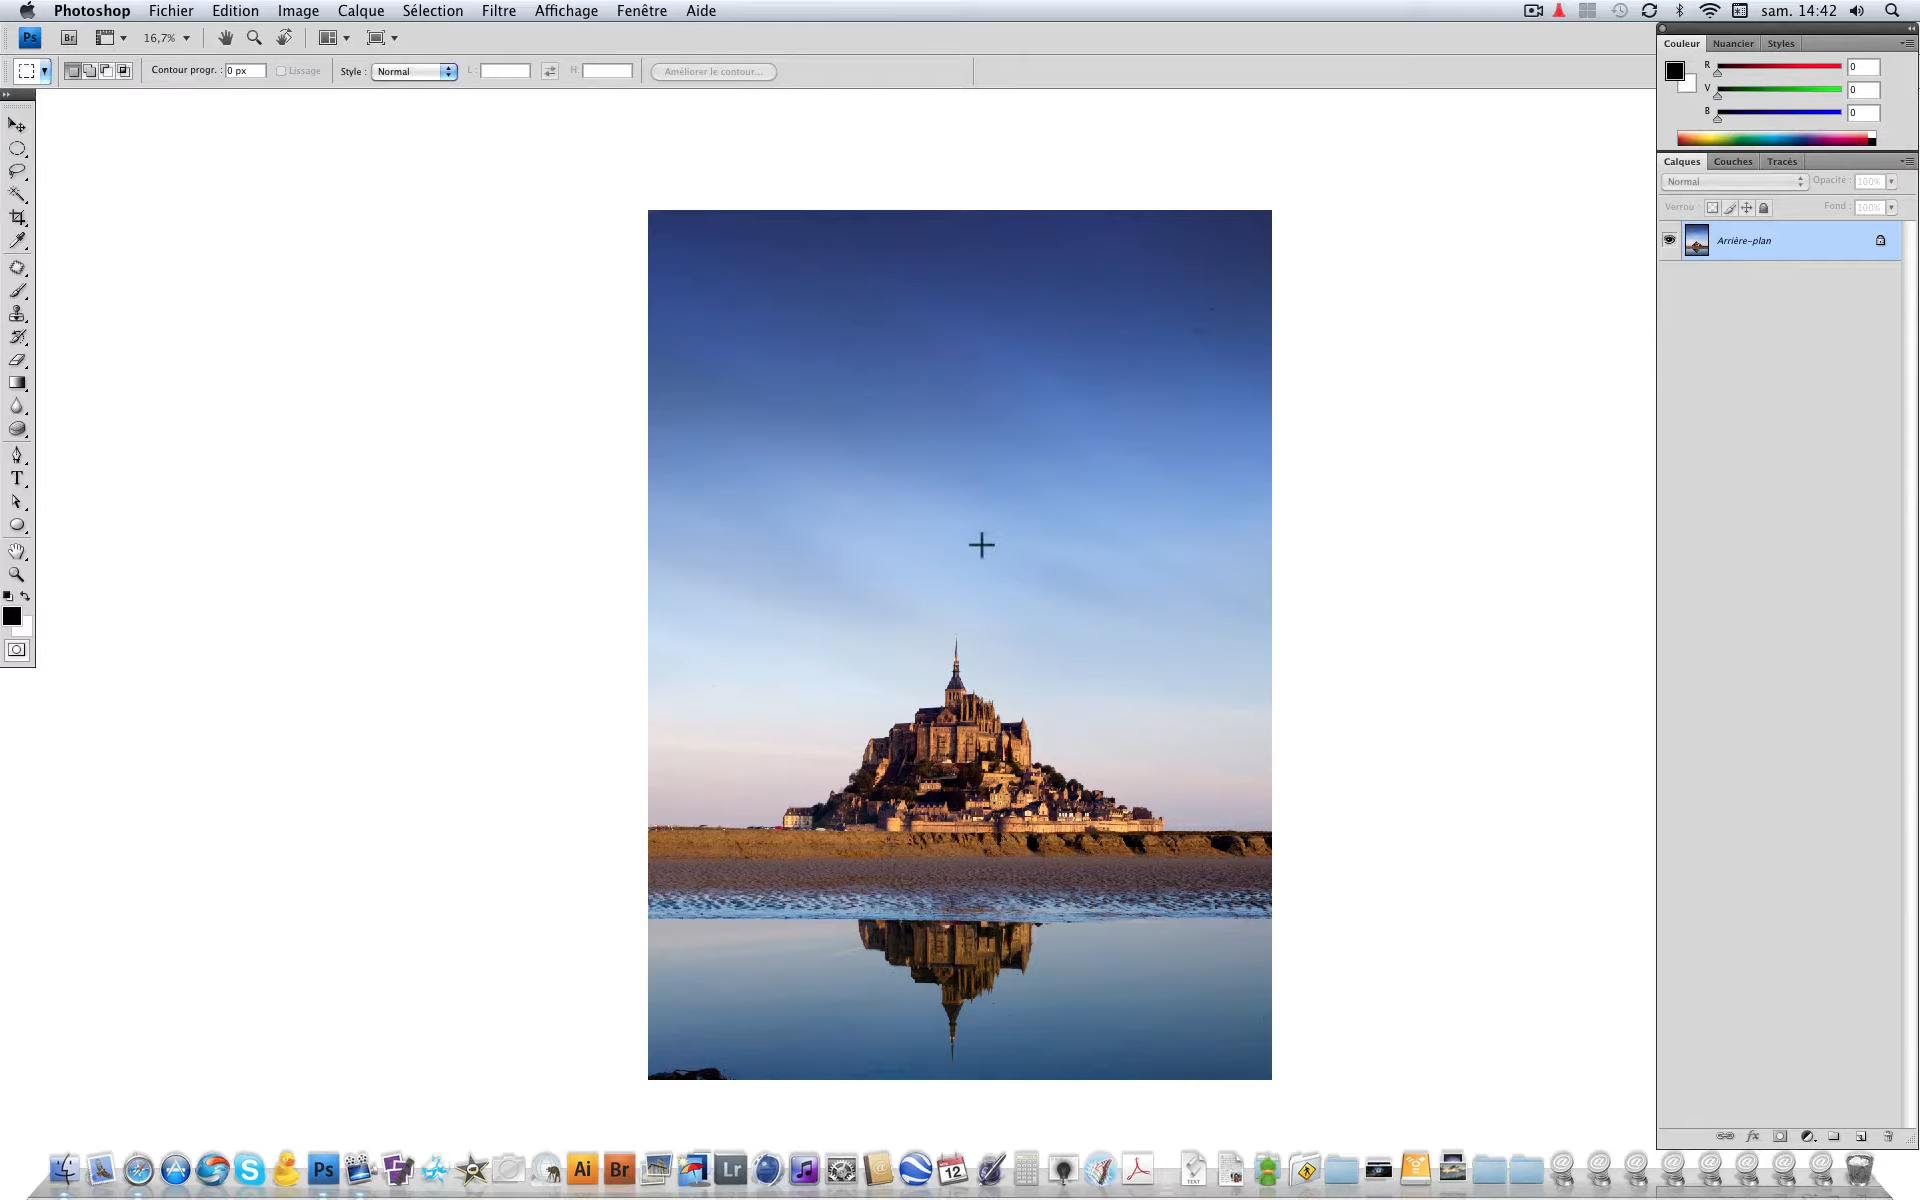 Photoshop Fichier Edition Image Calque Sélection Filtre Affichage Fenêtre Aide sam. 14:42
Ps Br 16,7%
Contour progr. : 0 px Lissage Style : Normal L : H: Améliorer le contour...
Couleur Nuancier Styles
R 0
V 0
B 0
Calques Couches Tracés
Normal Opacité : 100%
Verrou : Fond : 100%
Arrière-plan
T
S Ps Ai Br Lr 12 TEXT